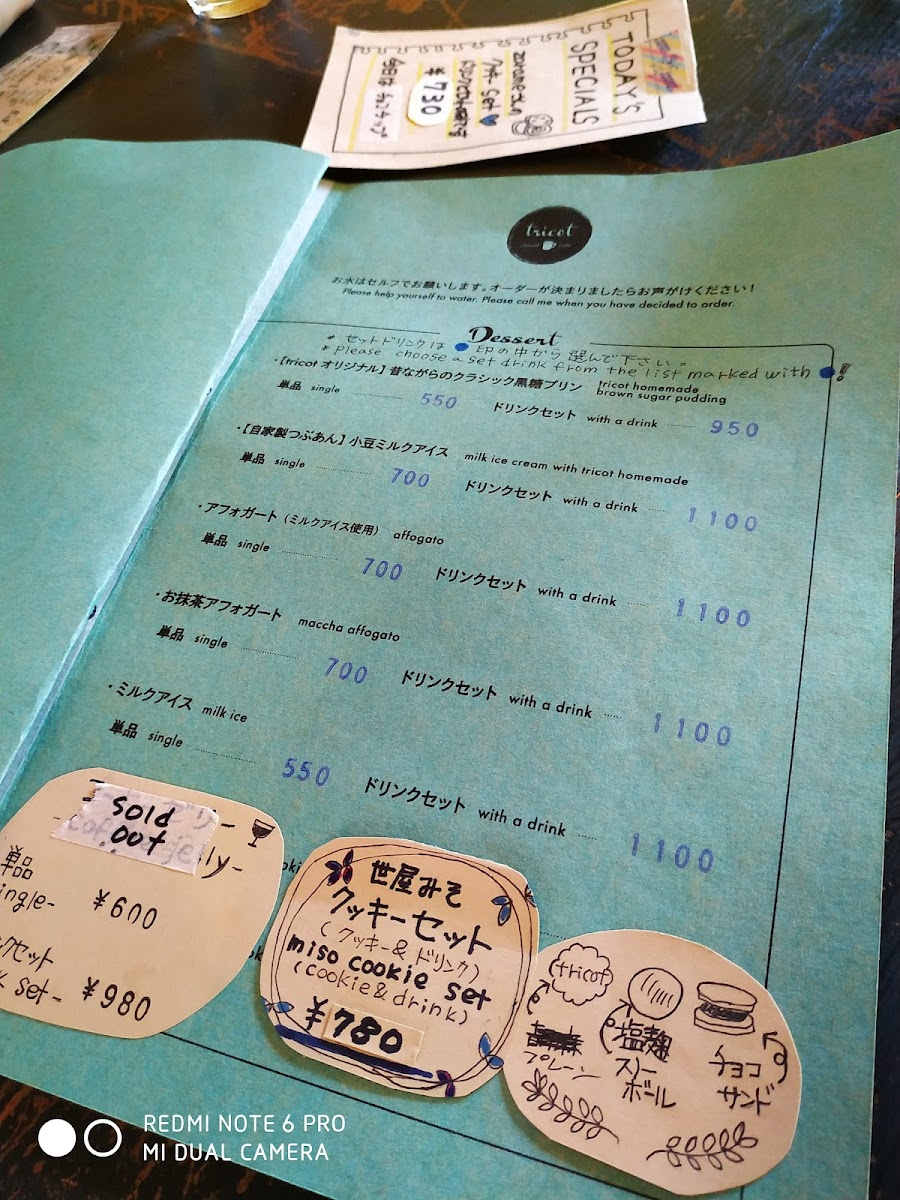 TODAY'S
SPECIALS
クッキー Set
¥730
今日は
tricot
お水はセルフでお願いします。オーダーが決まりましたらお声がけください！
Please help yourself to water. Please call me when you have decided to order.
Dessert
* セットドリンクは ● 印の中から 選んで下さい。
* please choose a set drink from the list marked with ●!!
・【tricot オリジナル】昔ながらのクラシック黒糖プリン tricot homemade
brown sugar pudding
単品 single 550 ドリンクセット with a drink 950
・【自家製つぶあん】小豆ミルクアイス milk ice cream with tricot homemade
単品 single 700 ドリンクセット with a drink 1100
・アフォガート（ミルクアイス使用） affogato
単品 single 700 ドリンクセット with a drink 1100
・お抹茶アフォガート maccha affogato
単品 single 700 ドリンクセット with a drink 1100
・ミルクアイス milk ice
単品 single 550 ドリンクセット with a drink 1100
Sold
out
単品
single- ¥600
set- ¥980
世屋みそ
クッキーセット
(クッキー&ドリンク)
miso cookie set
(cookie&drink)
¥780
tricot
プレーン
塩麹
スノー
ボール
チョコ
サンド
REDMI NOTE 6 PRO
MI DUAL CAMERA